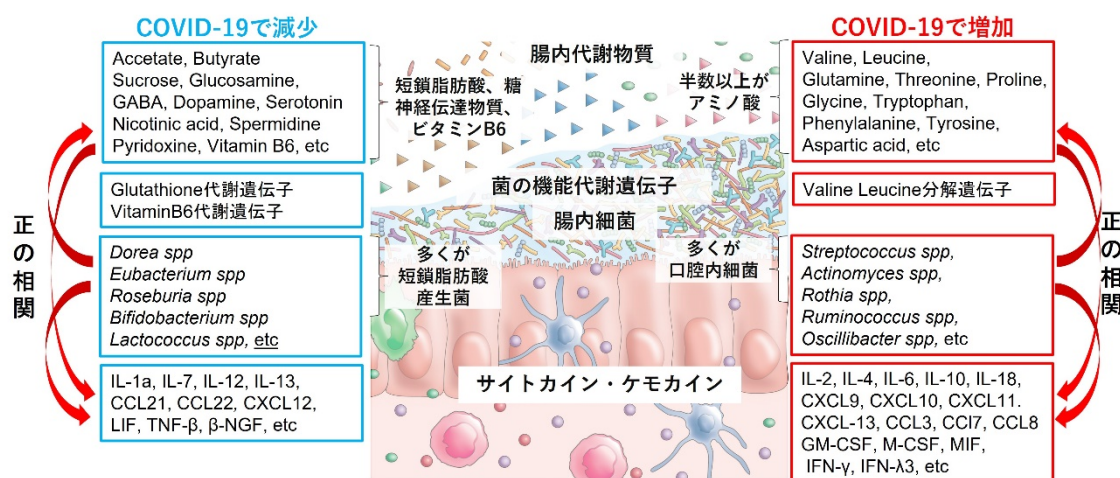 COVID-19で減少
Accetate, Butyrate
Sucrose, Glucosamine,
GABA, Dopamine, Serotonin
Nicotinic acid, Spermidine
Pyridoxine, Vitamin B6, etc
Glutathione代謝遺伝子
VitaminB6代謝遺伝子
Dorea spp
Eubacterium spp
Roseburia spp
Bifidobacterium spp
Lactococcus spp, etc
IL-1a, IL-7, IL-12, IL-13,
CCL21, CCL22, CXCL12,
LIF, TNF-β, β-NGF, etc
正の相関
腸内代謝物質
短鎖脂肪酸、糖
神経伝達物質、
ビタミンB6
半数以上が
アミノ酸
菌の機能代謝遺伝子
腸内細菌
多くが
短鎖脂肪酸
産生菌
多くが
口腔内細菌
サイトカイン・ケモカイン
COVID-19で増加
Valine, Leucine,
Glutamine, Threonine, Proline,
Glycine, Tryptophan,
Phenylalanine, Tyrosine,
Aspartic acid, etc
Valine Leucine分解遺伝子
Streptococcus spp,
Actinomyces spp,
Rothia spp,
Ruminococcus spp,
Oscillibacter spp, etc
IL-2, IL-4, IL-6, IL-10, IL-18,
CXCL9, CXCL10, CXCL11.
CXCL-13, CCL3, CCl7, CCL8
GM-CSF, M-CSF, MIF,
IFN-γ, IFN-λ3, etc
正の相関